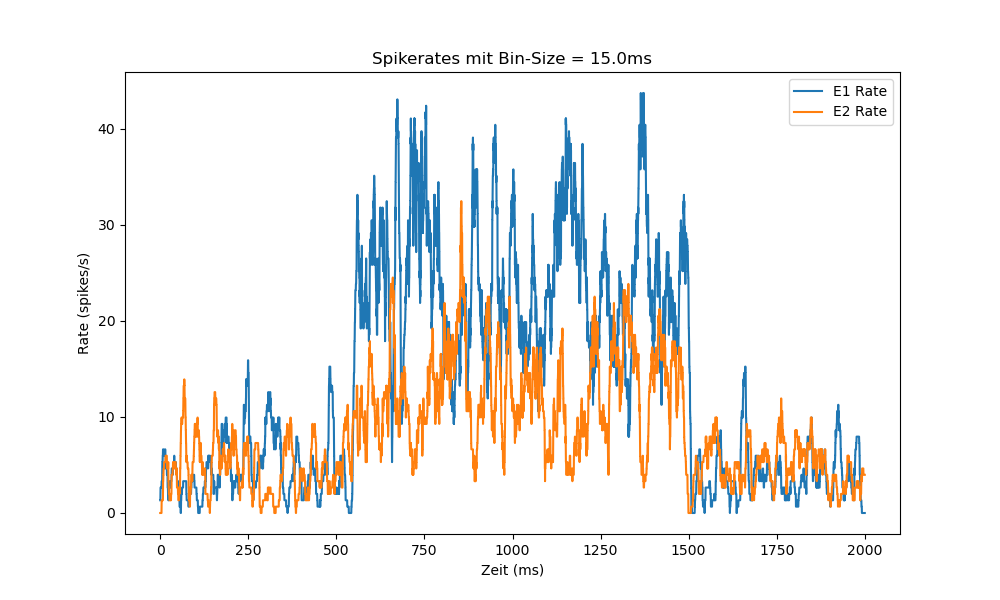 Spikerates mit Bin-Size = 15.0ms
E1 Rate
E2 Rate
40
30
20
10
0
Rate (spikes/s)
0 250 500 750 1000 1250 1500 1750 2000
Zeit (ms)